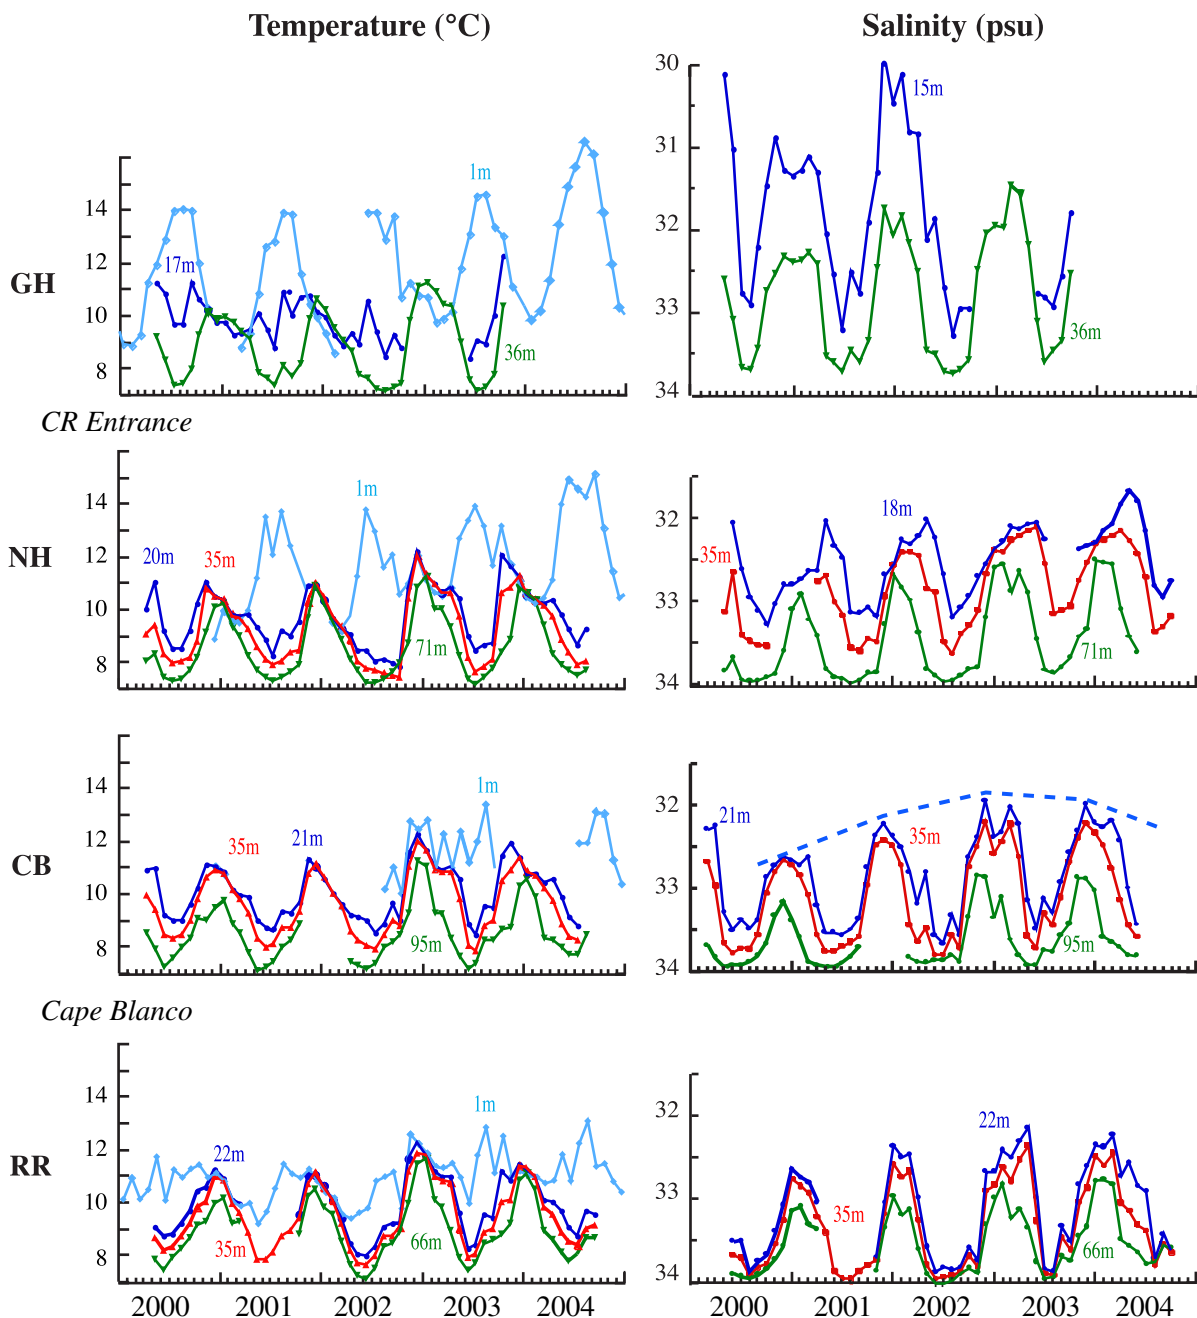 Temperature (°C)
Salinity (psu)
GH
14
12
10
8
1m
17m
36m
30
31
32
33
34
15m
36m
CR Entrance
NH
14
12
10
8
20m
35m
1m
71m
32
33
34
35m
18m
71m
CB
14
12
10
8
35m
21m
1m
95m
32
33
34
21m
35m
95m
Cape Blanco
RR
14
12
10
8
22m
35m
1m
66m
32
33
34
35m
22m
66m
2000 2001 2002 2003 2004
2000 2001 2002 2003 2004